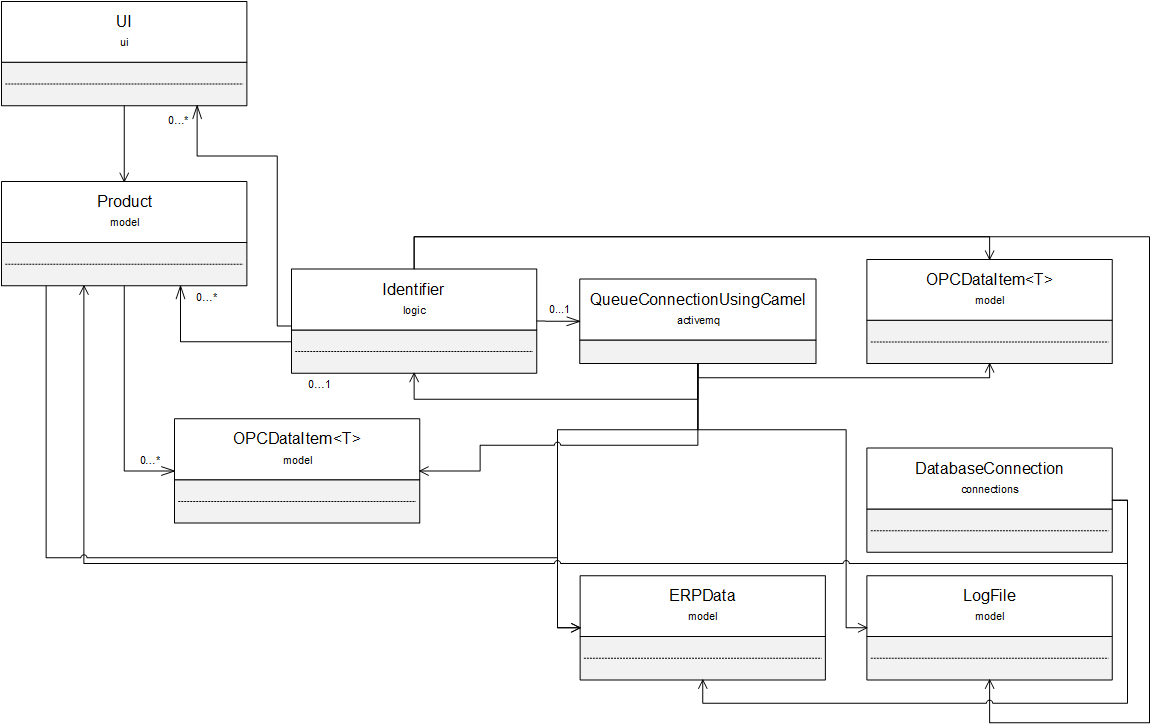 UI
ui
0...*
Product
model
0...*
Identifier
logic
0...1
QueueConnectionUsingCamel
activemq
OPCDataItem<T>
model
0...1
OPCDataItem<T>
model
0...*
DatabaseConnection
connections
ERPData
model
LogFile
model